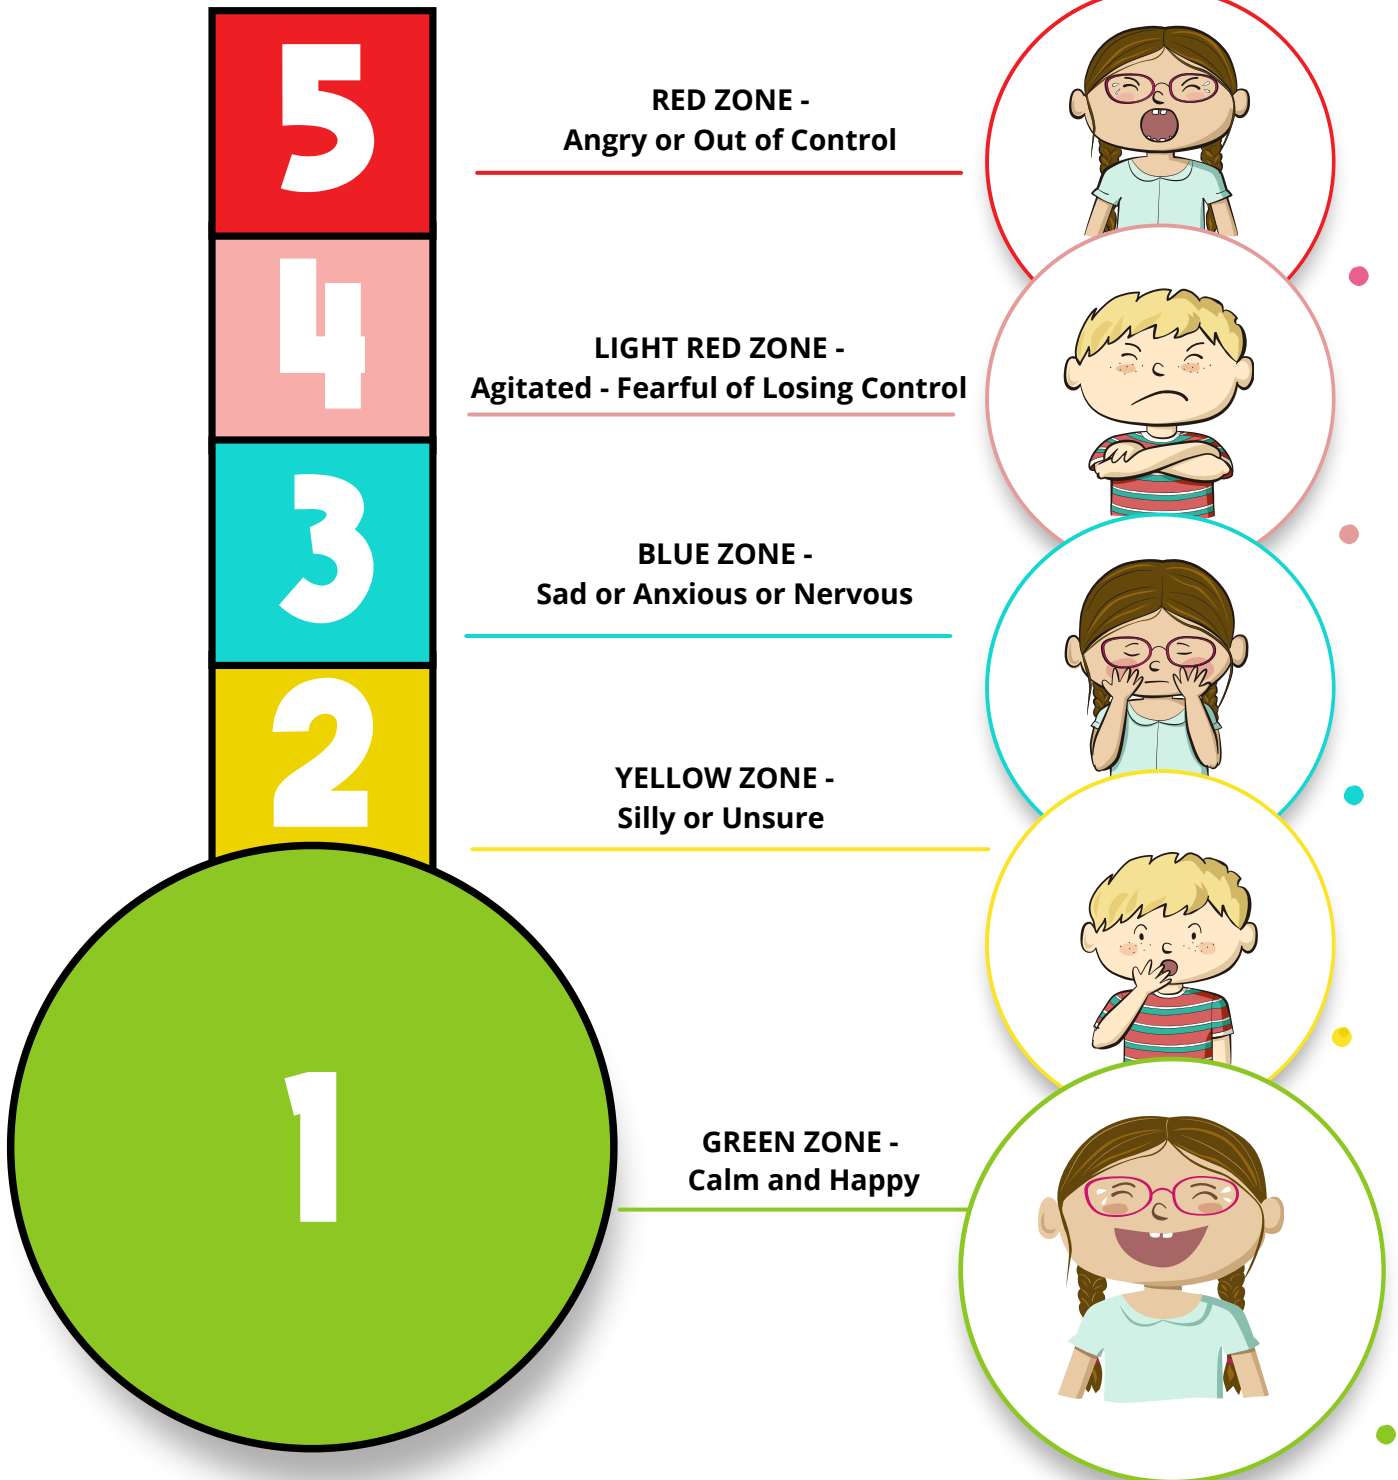 5
RED ZONE -
Angry or Out of Control
4
LIGHT RED ZONE -
Agitated - Fearful of Losing Control
3
BLUE ZONE -
Sad or Anxious or Nervous
2
YELLOW ZONE -
Silly or Unsure
1
GREEN ZONE -
Calm and Happy